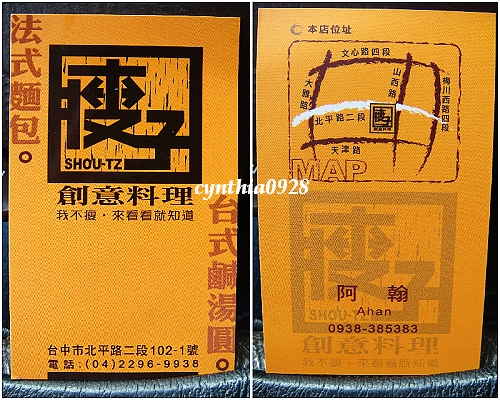 法式麵包。
瘦子
SHOU-TZ
創意料理
我不瘦，來看看就知道
台式鹹湯圓。
台中市北平路二段102-1號
電話：(04)2296-9938
cynthia0928
本店位址
文心路四段
大雅路
山西路
梅川西路四段
北平路二段
瘦子
天津路
MAP
瘦子
SHOU-TZ
阿翰
Ahan
0938-385383
創意料理
我不瘦，來看看就知道